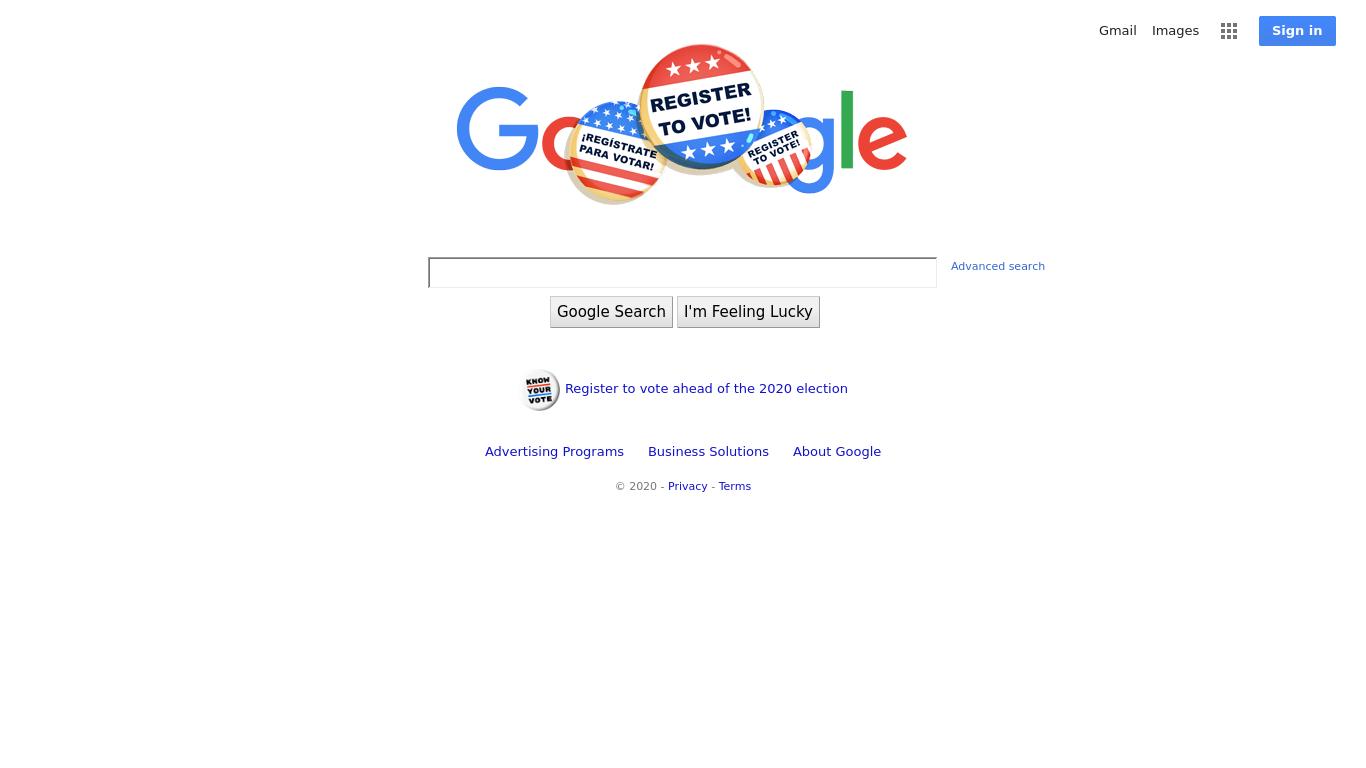 Gmail Images Sign in
Google
REGISTER
TO VOTE!
¡REGÍSTRATE
PARA VOTAR!
REGISTER
TO VOTE!
Advanced search
Google Search I'm Feeling Lucky
KNOW
YOUR
VOTE
Register to vote ahead of the 2020 election
Advertising Programs Business Solutions About Google
© 2020 - Privacy - Terms